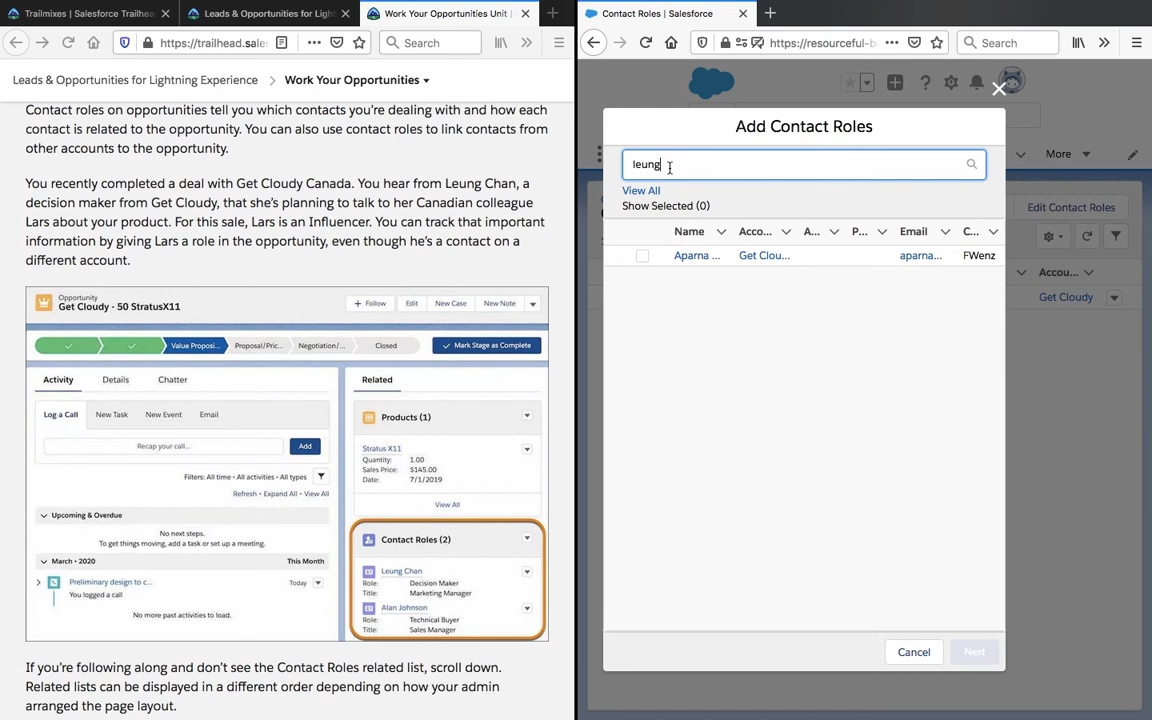 Trailmixes | Salesforce Trailhea
Leads & Opportunities for Light
Work Your Opportunities Unit
https://trailhead.sale
Search
Leads & Opportunities for Lightning Experience
Work Your Opportunities
Contact roles on opportunities tell you which contacts you're dealing with and how each
contact is related to the opportunity. You can also use contact roles to link contacts from
other accounts to the opportunity.
You recently completed a deal with Get Cloudy Canada. You hear from Leung Chan, a
decision maker from Get Cloudy, that she's planning to talk to her Canadian colleague
Lars about your product. For this sale, Lars is an Influencer. You can track that important
information by giving Lars a role in the opportunity, even though he's a contact on a
different account.
Opportunity
Get Cloudy - 50 StratusX11
+ Follow
Edit
New Case
New Note
Value Proposi...
Proposal/Pric...
Negotiation/...
Closed
Mark Stage as Complete
Activity
Details
Chatter
Log a Call
New Task
New Event
Email
Recap your call...
Add
Filters: All time • All activities • All types
Refresh • Expand All • View All
Upcoming & Overdue
No next steps.
To get things moving, add a task or set up a meeting.
March • 2020
This Month
Preliminary design to c...
Today
You logged a call
No more past activities to load.
Related
Products (1)
Stratus X11
Quantity: 1.00
Sales Price: $145.00
Date: 7/1/2019
View All
Contact Roles (2)
Leung Chan
Role: Decision Maker
Title: Marketing Manager
Alan Johnson
Role: Technical Buyer
Title: Sales Manager
If you're following along and don't see the Contact Roles related list, scroll down.
Related lists can be displayed in a different order depending on how your admin
arranged the page layout.
Contact Roles | Salesforce
https://resourceful-b
Search
More
Edit Contact Roles
Accou...
Get Cloudy
Add Contact Roles
leung
View All
Show Selected (0)
Name
Acco...
A...
P...
Email
C...
Aparna ...
Get Clou...
aparna...
FWenz
Cancel
Next